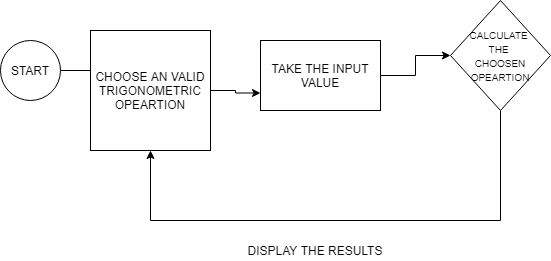 START
CHOOSE AN VALID
TRIGONOMETRIC
OPEARTION
TAKE THE INPUT
VALUE
CALCULATE
THE
CHOOSEN
OPEARTION
DISPLAY THE RESULTS